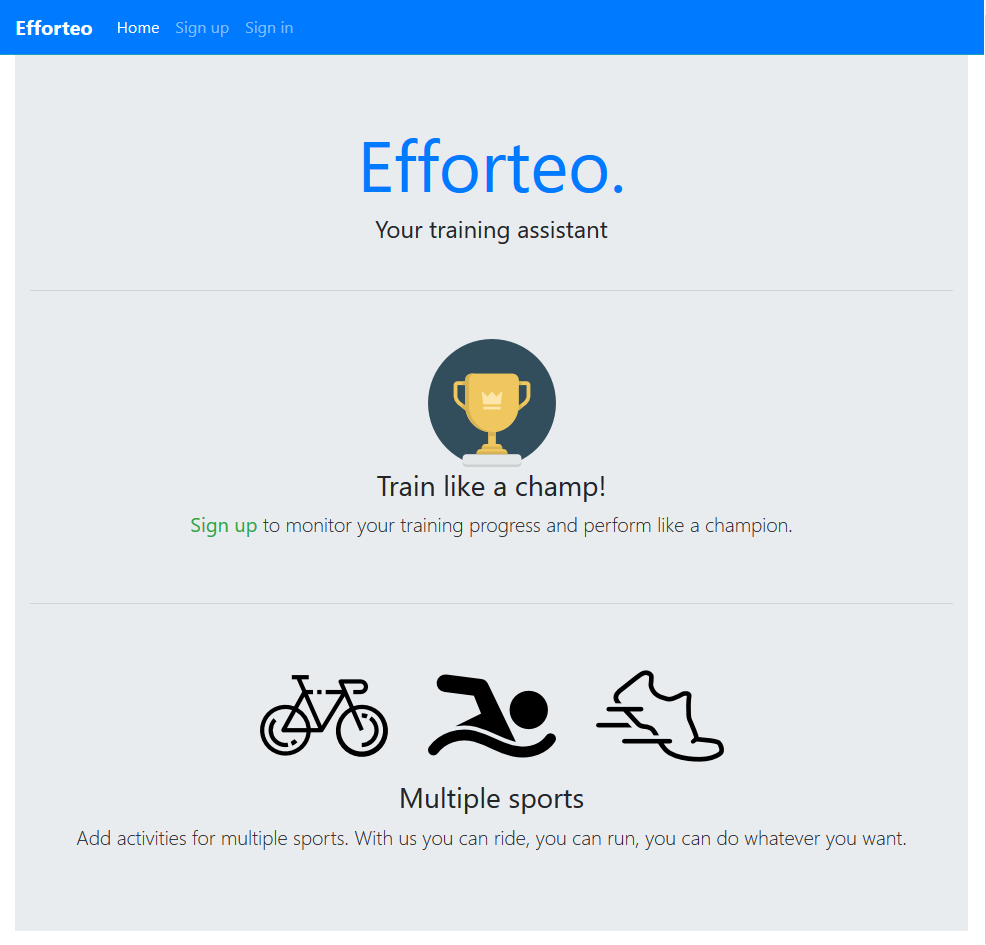 Efforteo Home Sign up Sign in
Efforteo.
Your training assistant
Train like a champ!
Sign up to monitor your training progress and perform like a champion.
Multiple sports
Add activities for multiple sports. With us you can ride, you can run, you can do whatever you want.